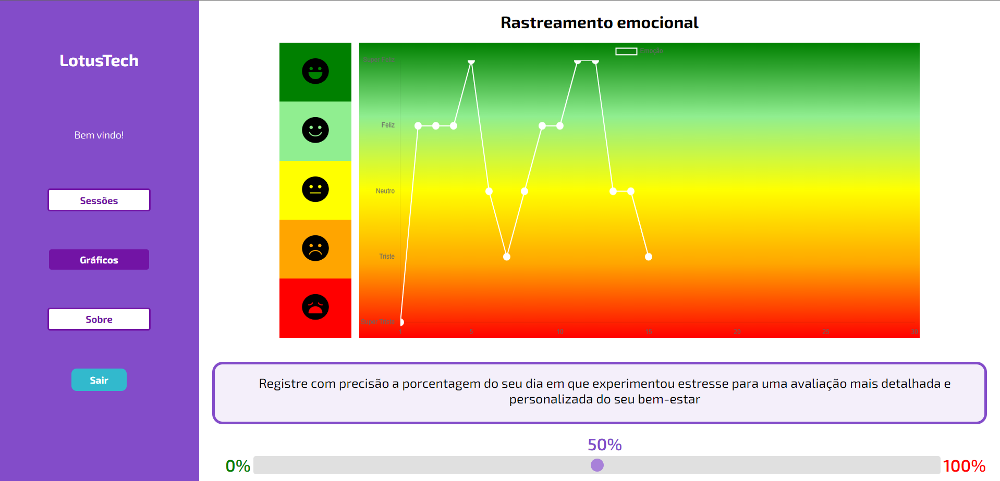 LotusTech
Bem vindo!
Sessões
Gráficos
Sobre
Sair
Rastreamento emocional
Emoção
Super Feliz
Feliz
Neutro
Triste
Super Triste
1 5 10 15 20 25 30
Registre com precisão a porcentagem do seu dia em que experimentou estresse para uma avaliação mais detalhada e
personalizada do seu bem-estar
50%
0% 100%